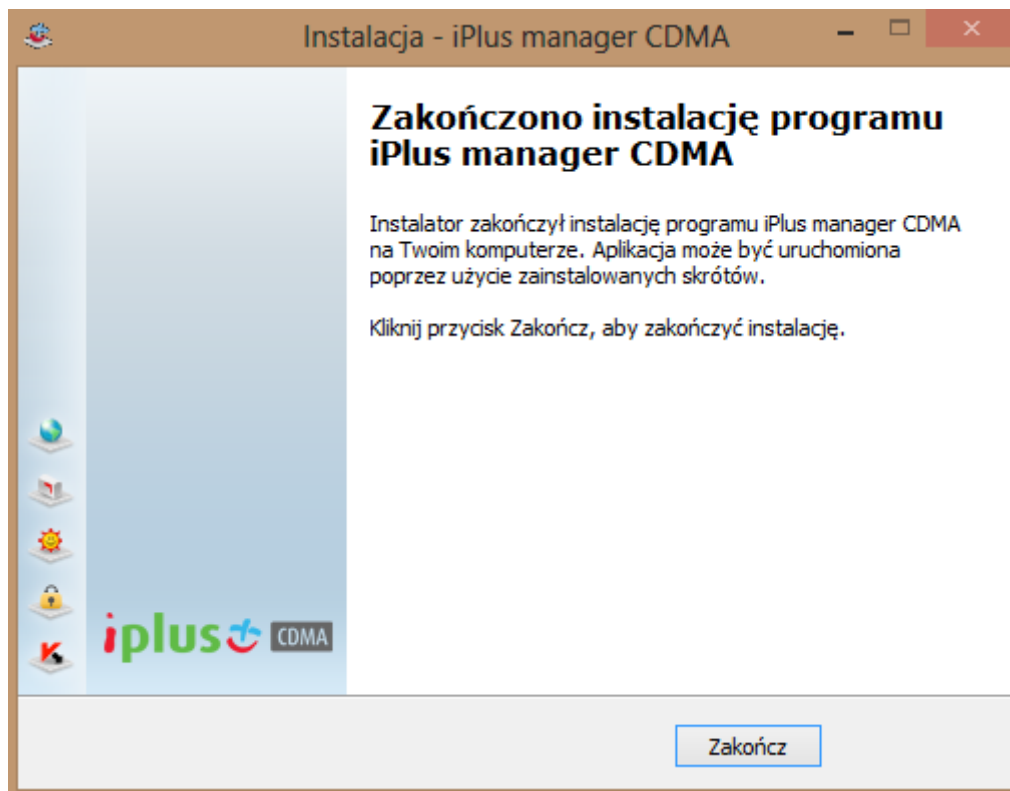 Instalacja - iPlus manager CDMA
Zakończono instalację programu
iPlus manager CDMA
Instalator zakończył instalację programu iPlus manager CDMA
na Twoim komputerze. Aplikacja może być uruchomiona
poprzez użycie zainstalowanych skrótów.
Kliknij przycisk Zakończ, aby zakończyć instalację.
iplus CDMA
Zakończ